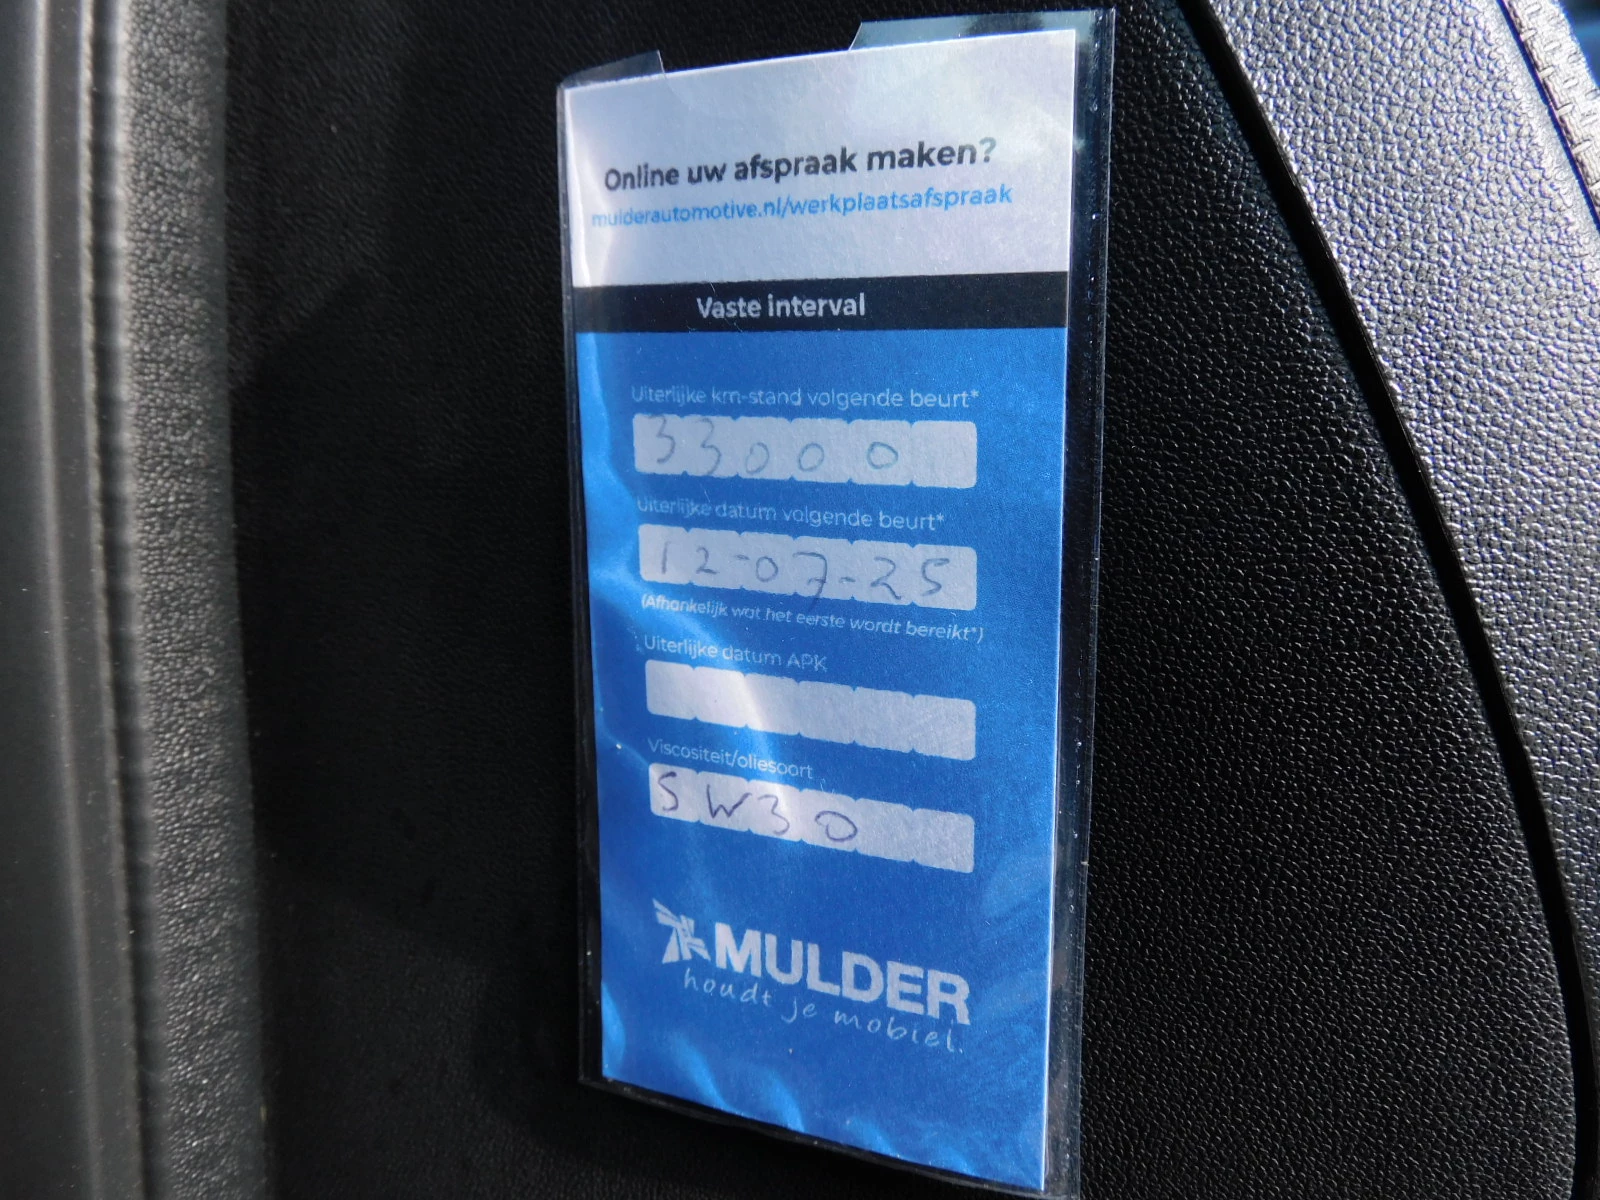 Online uw afspraak maken?
mulderautomotive.nl/werkplaatsafspraak
Vaste interval
Uiterlijke km-stand volgende beurt*
33000
Uiterlijke datum volgende beurt*
12-07-25
(Afhankelijk wat het eerste wordt bereikt*)
Uiterlijke datum APK
Viscositeit/oliesoort
5W30
MULDER
houdt je mobiel.